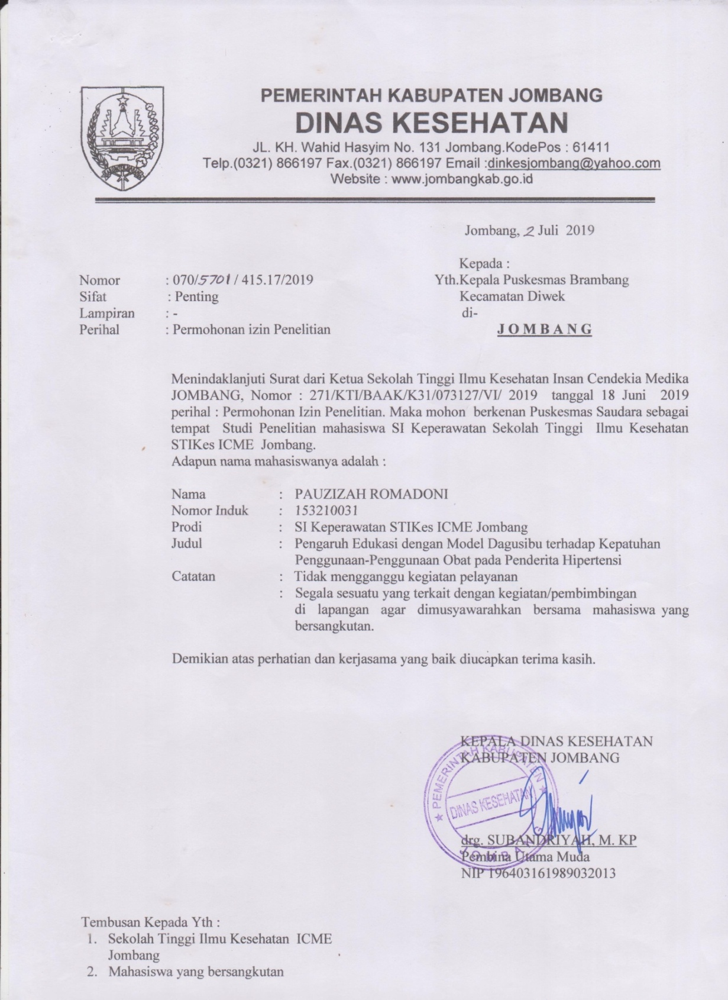 PEMERINTAH KABUPATEN JOMBANG
DINAS KESEHATAN
JL. KH. Wahid Hasyim No. 131 Jombang.KodePos : 61411
Telp.(0321) 866197 Fax.(0321) 866197 Email :dinkesjombang@yahoo.com
Website : www.jombangkab.go.id
Jombang, 2 Juli 2019
Kepada :
Nomor : 070/5701 / 415.17/2019 Yth.Kepala Puskesmas Brambang
Sifat : Penting Kecamatan Diwek
Lampiran : - di-
Perihal : Permohonan izin Penelitian J O M B A N G
Menindaklanjuti Surat dari Ketua Sekolah Tinggi Ilmu Kesehatan Insan Cendekia Medika
JOMBANG, Nomor : 271/KTI/BAAK/K31/073127/VI/ 2019 tanggal 18 Juni 2019
perihal : Permohonan Izin Penelitian. Maka mohon berkenan Puskesmas Saudara sebagai
tempat Studi Penelitian mahasiswa SI Keperawatan Sekolah Tinggi Ilmu Kesehatan
STIKes ICME Jombang.
Adapun nama mahasiswanya adalah :
Nama : PAUZIZAH ROMADONI
Nomor Induk : 153210031
Prodi : SI Keperawatan STIKes ICME Jombang
Judul : Pengaruh Edukasi dengan Model Dagusibu terhadap Kepatuhan
Penggunaan-Penggunaan Obat pada Penderita Hipertensi
Catatan : Tidak mengganggu kegiatan pelayanan
: Segala sesuatu yang terkait dengan kegiatan/pembimbingan
di lapangan agar dimusyawarahkan bersama mahasiswa yang
bersangkutan.
Demikian atas perhatian dan kerjasama yang baik diucapkan terima kasih.
KEPALA DINAS KESEHATAN
KABUPATEN JOMBANG
PEMERINTAH KABUPATEN
DINAS KESEHATAN
JOMBANG
drg. SUBANDRIYAH, M. KP
Pembina Utama Muda
NIP 196403161989032013
Tembusan Kepada Yth :
1. Sekolah Tinggi Ilmu Kesehatan ICME
Jombang
2. Mahasiswa yang bersangkutan